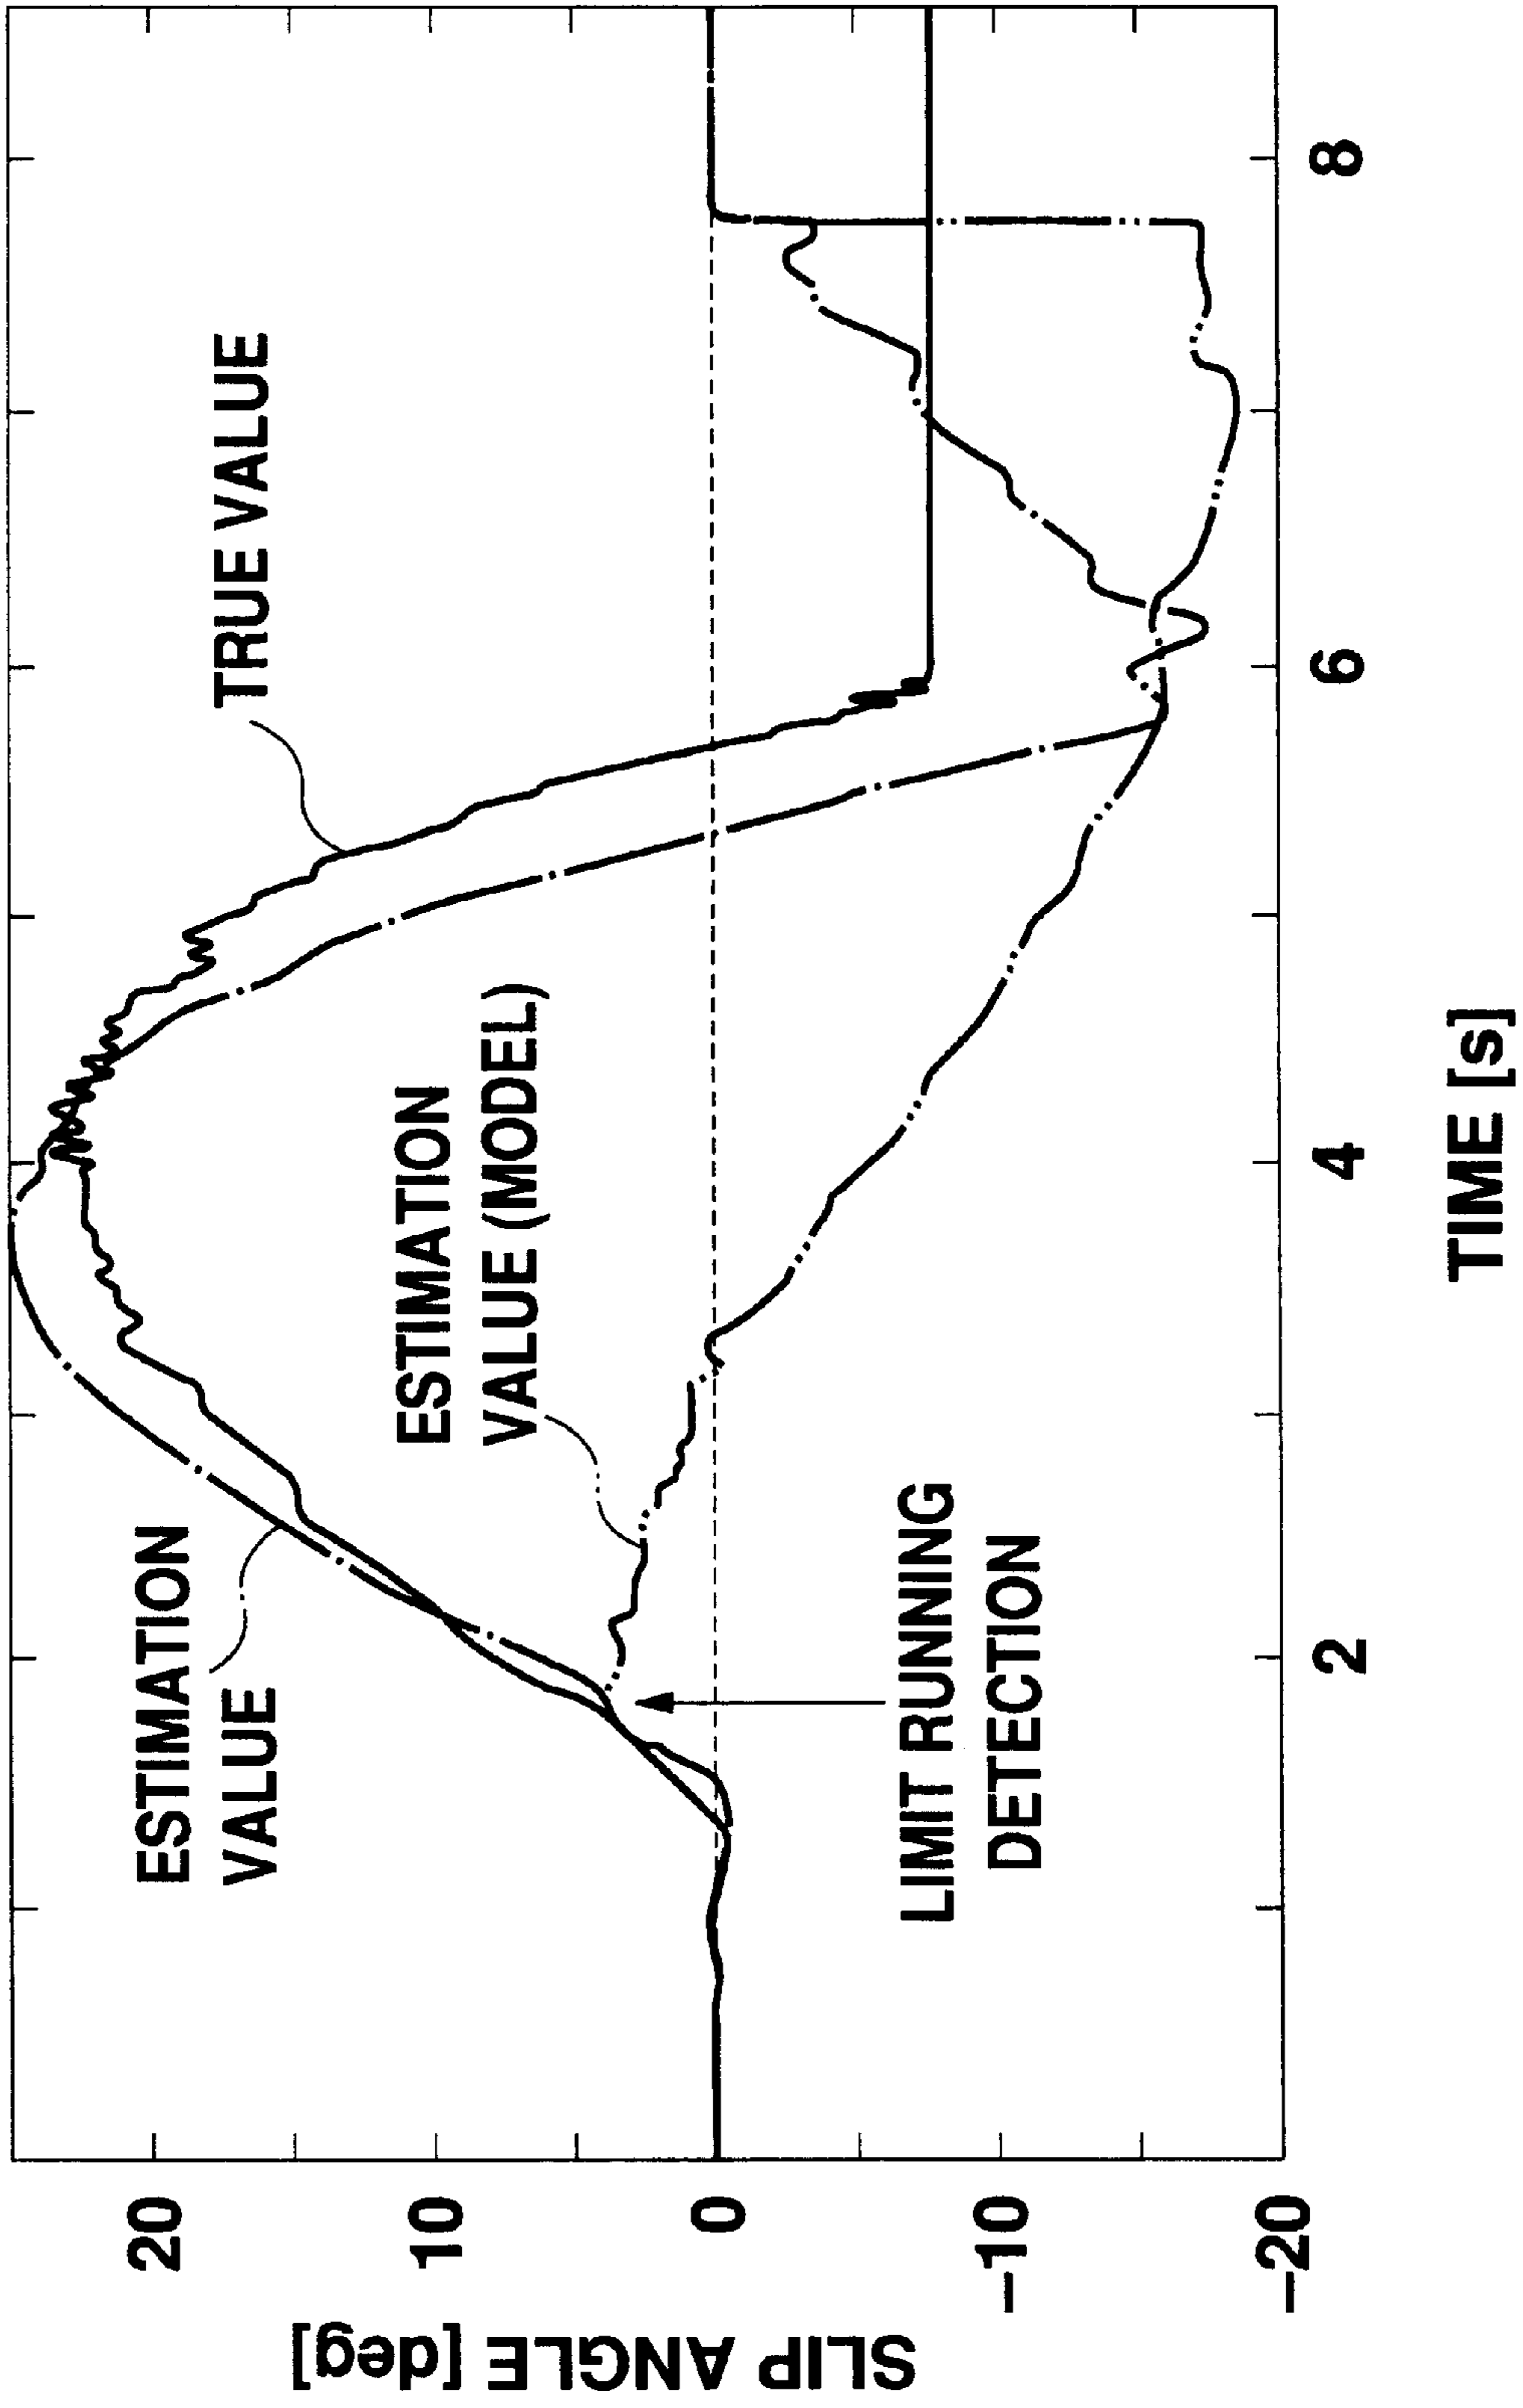 SLIP ANGLE [deg]
20
10
0
-10
-20
ESTIMATION
VALUE
TRUE VALUE
ESTIMATION
VALUE (MODEL)
LIMIT RUNNING
DETECTION
2
4
6
8
TIME [s]